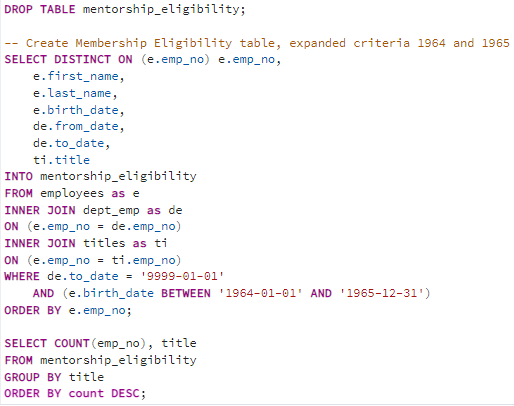 DROP TABLE mentorship_eligibility;
-- Create Membership Eligibility table, expanded criteria 1964 and 1965
SELECT DISTINCT ON (e.emp_no) e.emp_no,
e.first_name,
e.last_name,
e.birth_date,
de.from_date,
de.to_date,
ti.title
INTO mentorship_eligibility
FROM employees as e
INNER JOIN dept_emp as de
ON (e.emp_no = de.emp_no)
INNER JOIN titles as ti
ON (e.emp_no = ti.emp_no)
WHERE de.to_date = '9999-01-01'
AND (e.birth_date BETWEEN '1964-01-01' AND '1965-12-31')
ORDER BY e.emp_no;
SELECT COUNT(emp_no), title
FROM mentorship_eligibility
GROUP BY title
ORDER BY count DESC;